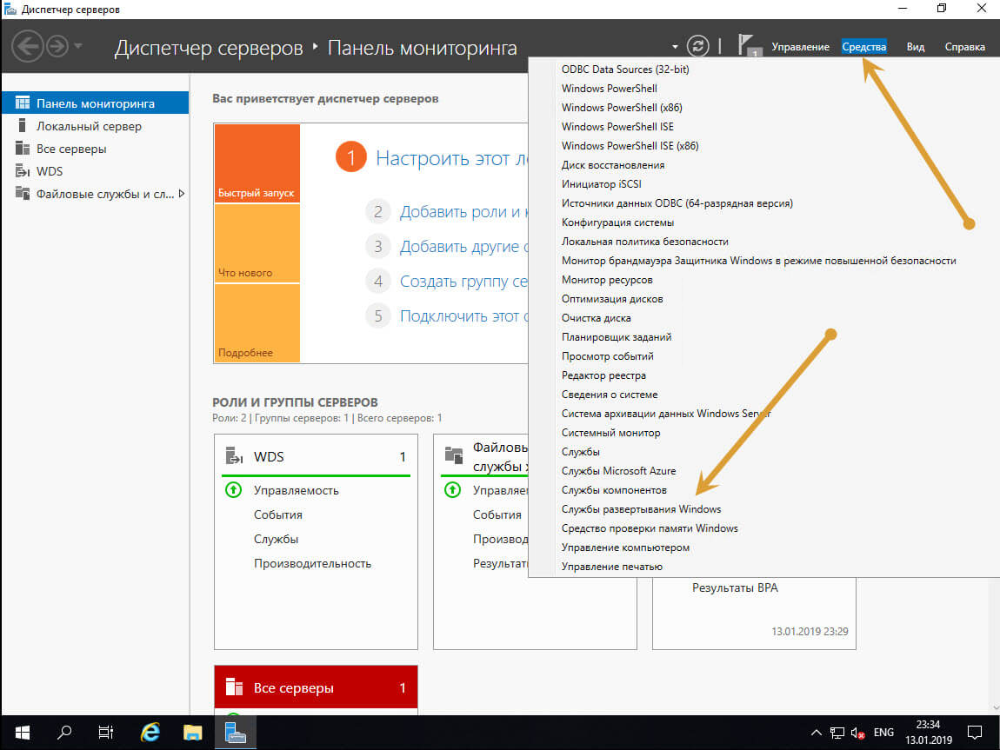 Диспетчер серверов
Диспетчер серверов ‣ Панель мониторинга
1
Управление
Средства
Вид
Справка
Панель мониторинга
Локальный сервер
Все серверы
WDS
Файловые службы и сл...
Вас приветствует диспетчер серверов
Быстрый запуск
Что нового
Подробнее
1 Настроить этот л
2 Добавить роли и
3 Добавить другие
4 Создать группу се
5 Подключить этот
РОЛИ И ГРУППЫ СЕРВЕРОВ
Роли: 2 | Группы серверов: 1 | Всего серверов: 1
WDS 1
Управляемость
События
Службы
Производительность
Файловь
службы
Управляе
События
Производ
Результат
Результаты BPA
13.01.2019 23:29
Все серверы 1
ODBC Data Sources (32-bit)
Windows PowerShell
Windows PowerShell (x86)
Windows PowerShell ISE
Windows PowerShell ISE (x86)
Диск восстановления
Инициатор iSCSI
Источники данных ODBC (64-разрядная версия)
Конфигурация системы
Локальная политика безопасности
Монитор брандмауэра Защитника Windows в режиме повышенной безопасности
Монитор ресурсов
Оптимизация дисков
Очистка диска
Планировщик заданий
Просмотр событий
Редактор реестра
Сведения о системе
Система архивации данных Windows Server
Системный монитор
Службы
Службы Microsoft Azure
Службы компонентов
Службы развертывания Windows
Средство проверки памяти Windows
Управление компьютером
Управление печатью
ENG
23:34
13.01.2019